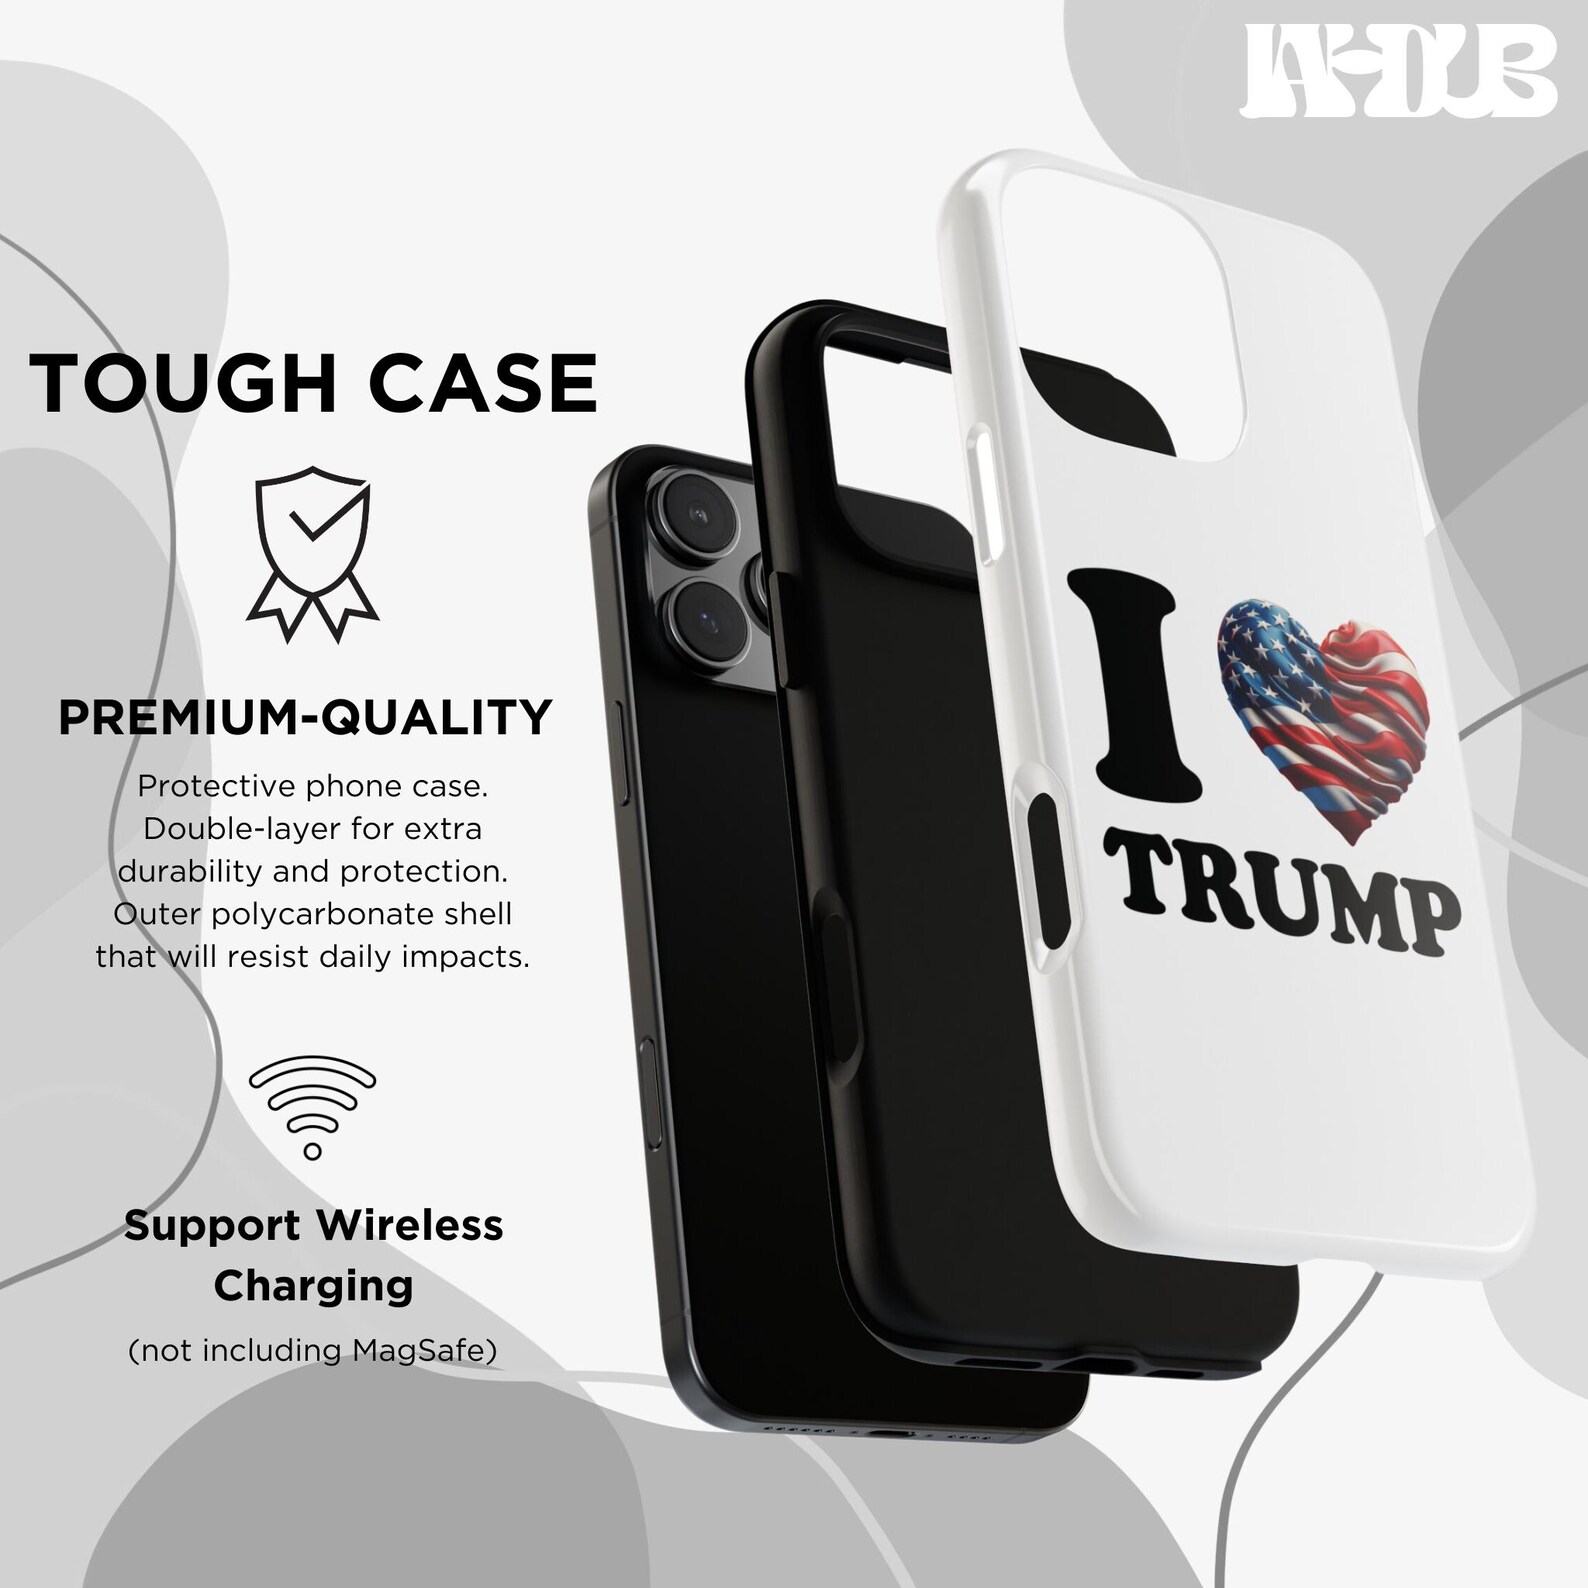 TOUGH CASE
PREMIUM-QUALITY
Protective phone case.
Double-layer for extra
durability and protection.
Outer polycarbonate shell
that will resist daily impacts.
Support Wireless
Charging
(not including MagSafe)
I
TRUMP